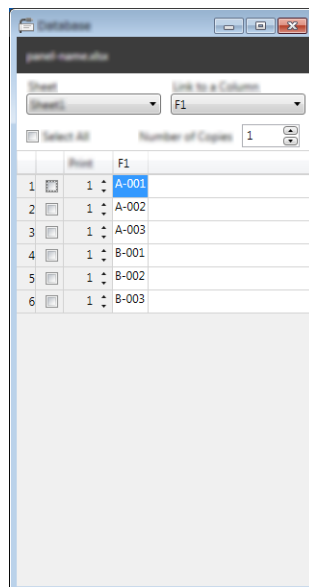 Database
panel-name.xlsx
Sheet Link to a Column
Sheet1 F1
Select All Number of Copies 1
Print F1
1 1 A-001
2 1 A-002
3 1 A-003
4 1 B-001
5 1 B-002
6 1 B-003